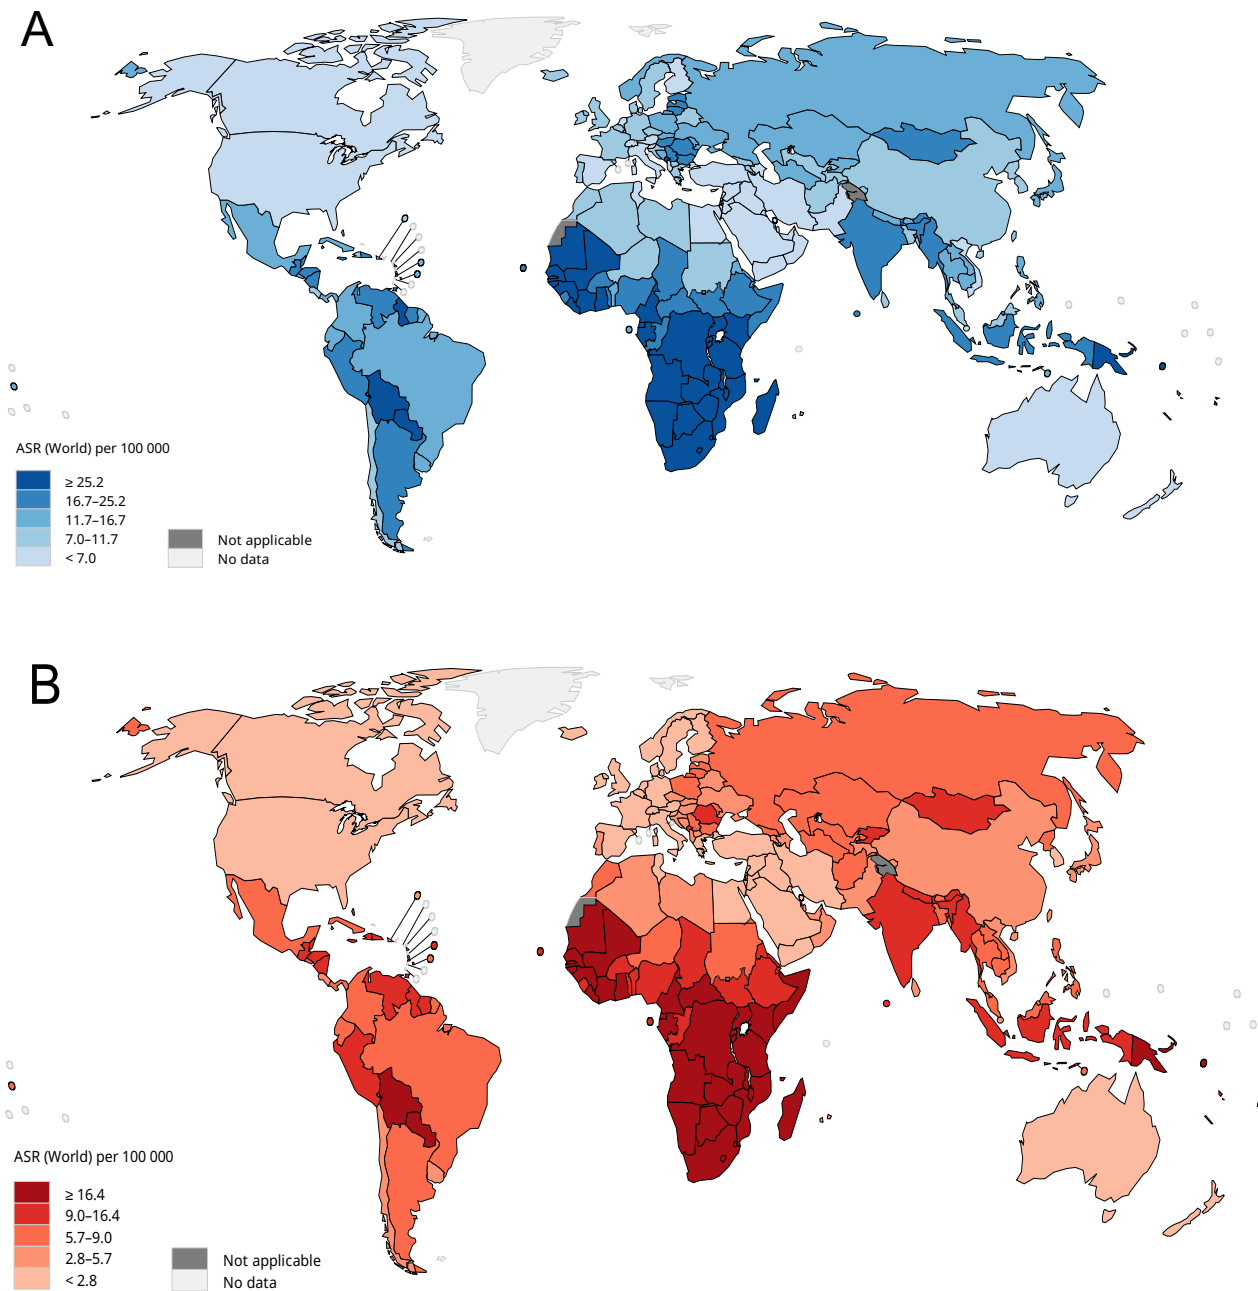 A
ASR (World) per 100 000
≥ 25.2
16.7–25.2
11.7–16.7
7.0–11.7
< 7.0
Not applicable
No data
B
ASR (World) per 100 000
≥ 16.4
9.0–16.4
5.7–9.0
2.8–5.7
< 2.8
Not applicable
No data